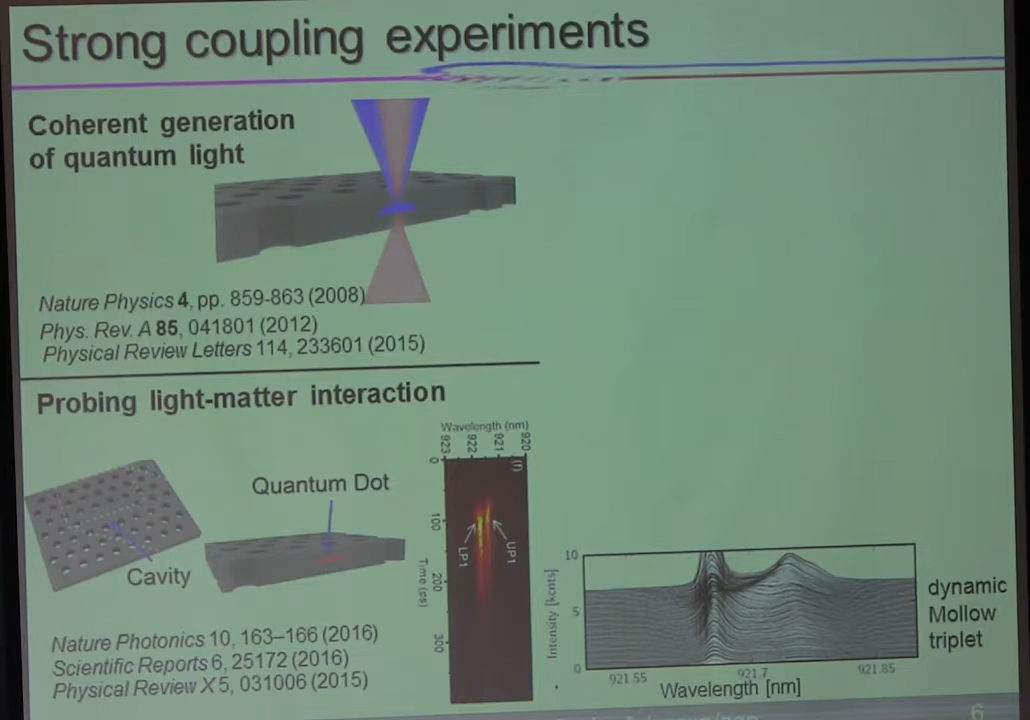 Strong coupling experiments
Coherent generation
of quantum light
Nature Physics 4, pp. 859-863 (2008)
Phys. Rev. A 85, 041801 (2012)
Physical Review Letters 114, 233601 (2015)
Probing light-matter interaction
Quantum Dot
Cavity
Nature Photonics 10, 163–166 (2016)
Scientific Reports 6, 25172 (2016)
Physical Review X 5, 031006 (2015)
Wavelength (nm)
923 922 921 920
(f)
0
100
200
300
Time (ps)
LP1
UP1
Intensity [kcnts]
10
5
0
921.55 921.7 921.85
Wavelength [nm]
dynamic
Mollow
triplet
6